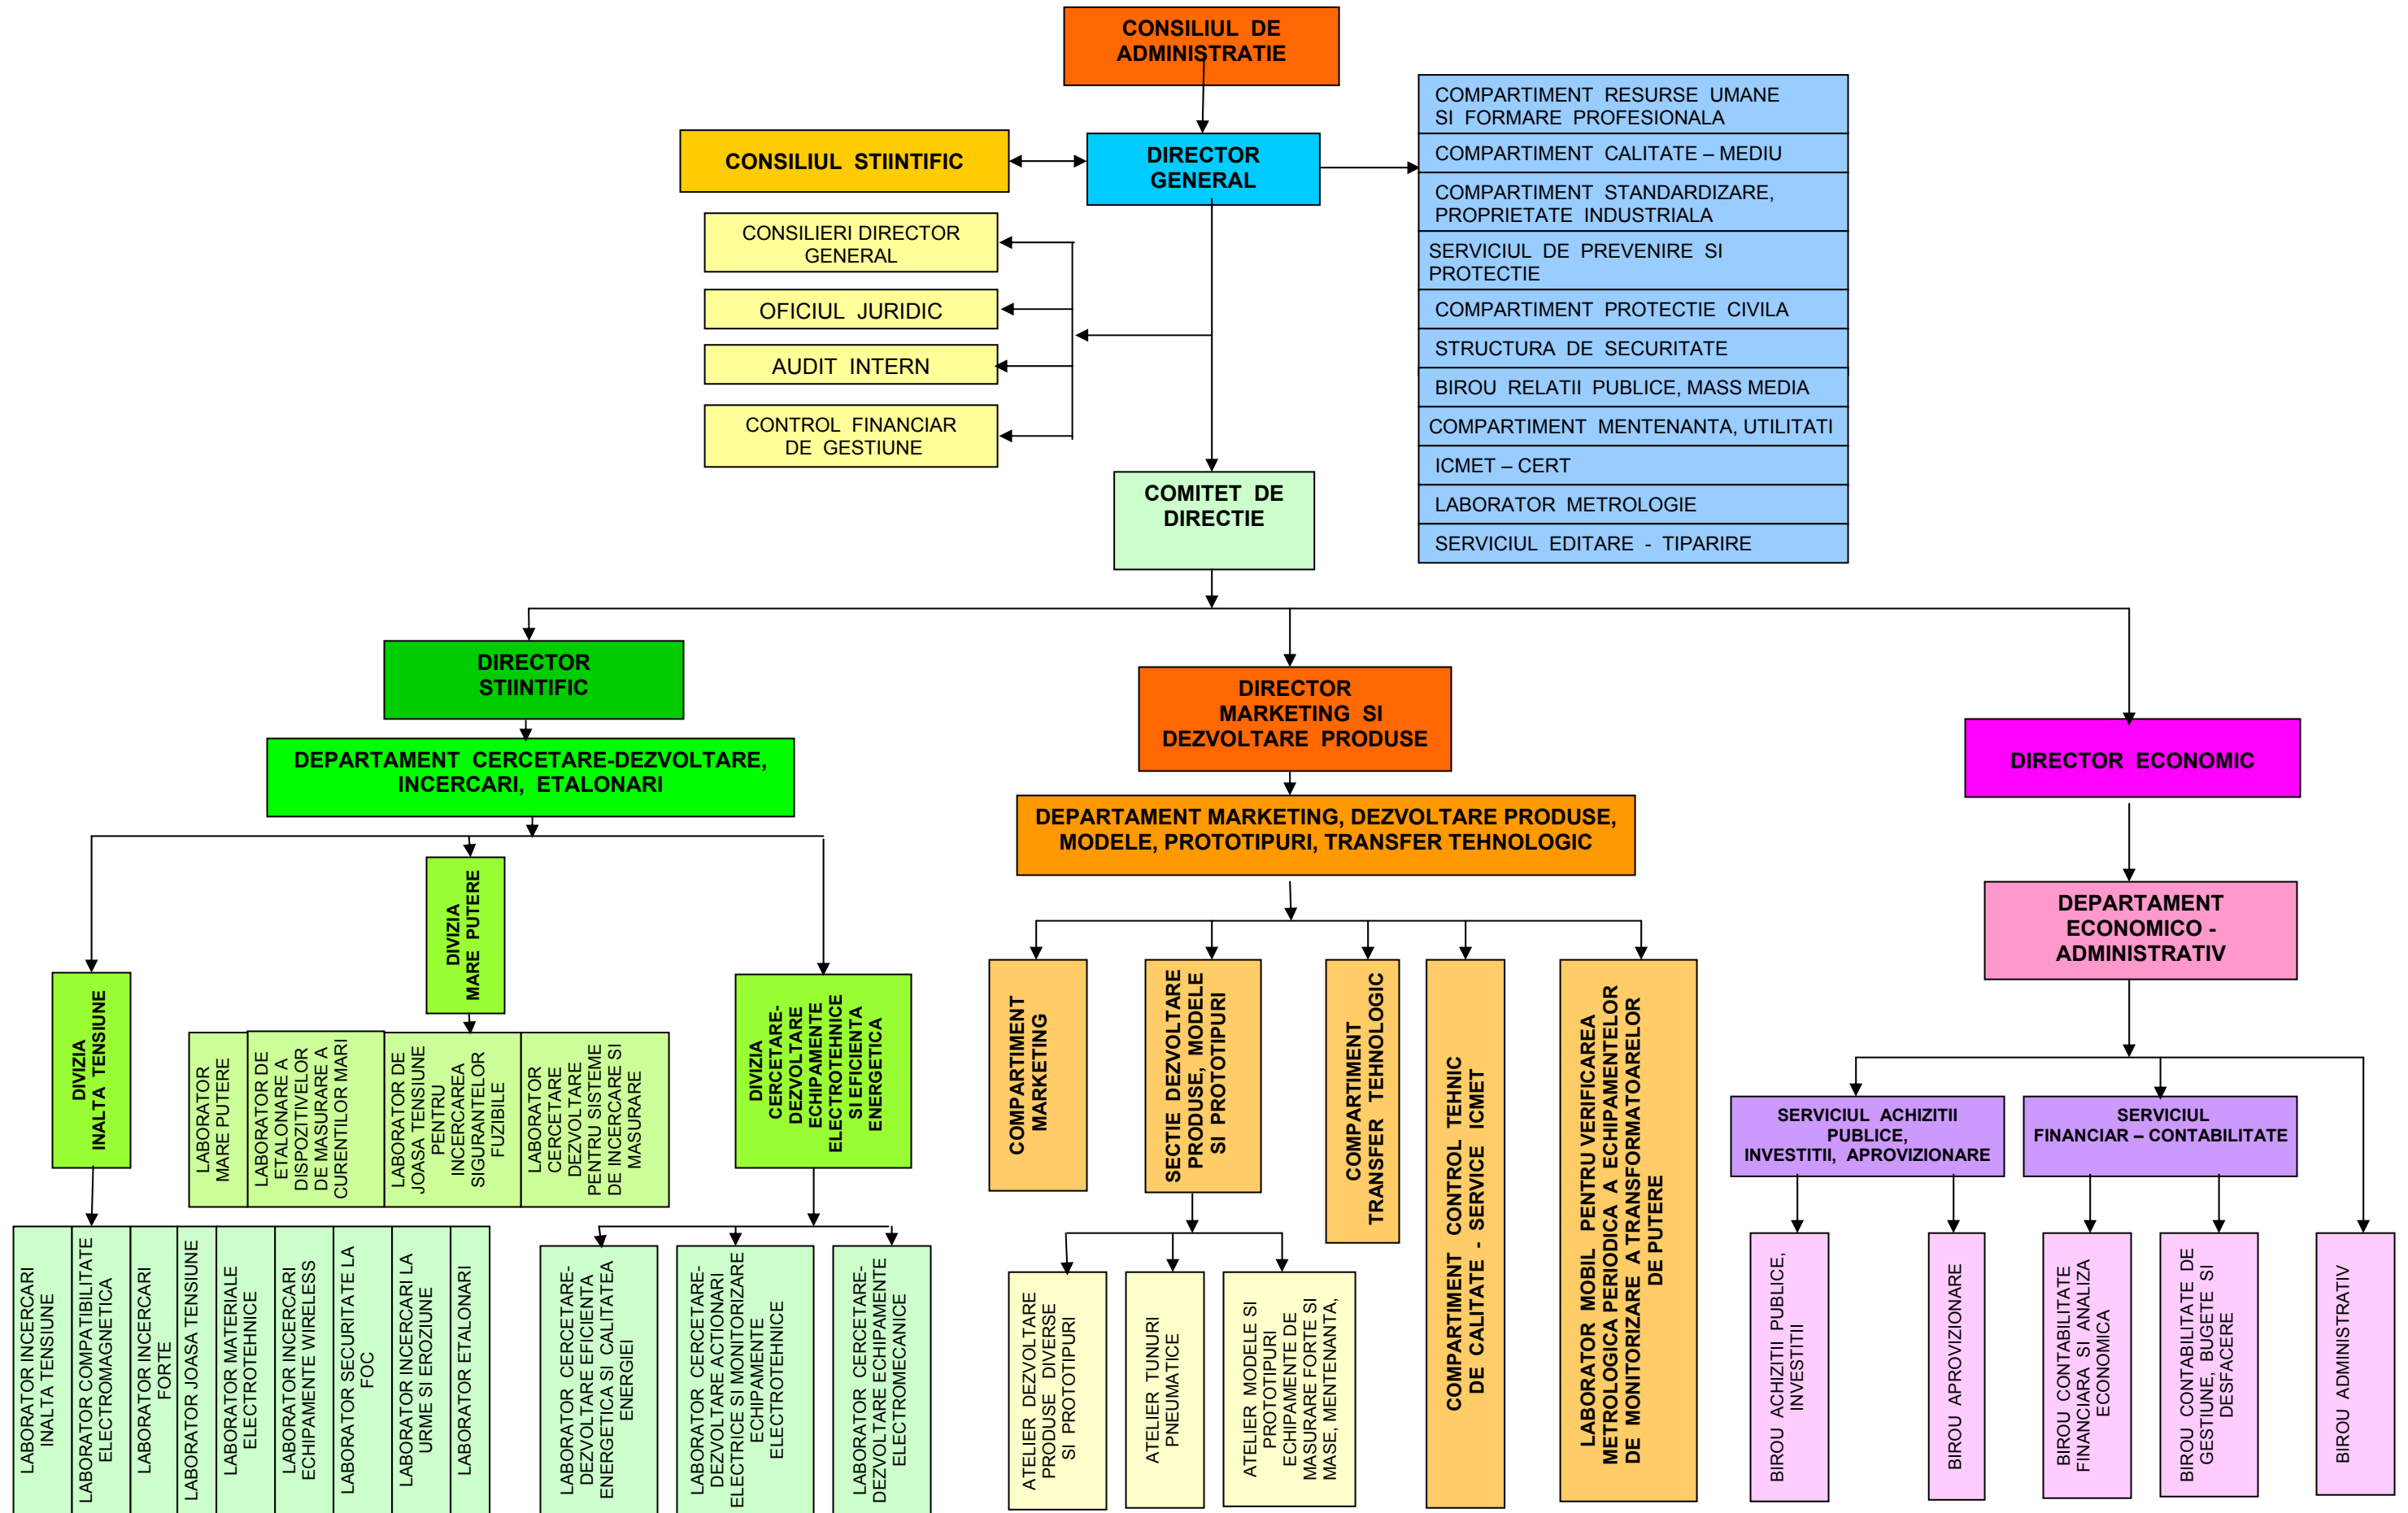 CONSILIUL DE
ADMINISTRATIE
CONSILIUL STIINTIFIC
DIRECTOR
GENERAL
COMPARTIMENT RESURSE UMANE
SI FORMARE PROFESIONALA
COMPARTIMENT CALITATE – MEDIU
COMPARTIMENT STANDARDIZARE,
PROPRIETATE INDUSTRIALA
SERVICIUL DE PREVENIRE SI
PROTECTIE
COMPARTIMENT PROTECTIE CIVILA
STRUCTURA DE SECURITATE
BIROU RELATII PUBLICE, MASS MEDIA
COMPARTIMENT MENTENANTA, UTILITATI
ICMET – CERT
LABORATOR METROLOGIE
SERVICIUL EDITARE - TIPARIRE
CONSILIERI DIRECTOR
GENERAL
OFICIUL JURIDIC
AUDIT INTERN
CONTROL FINANCIAR
DE GESTIUNE
COMITET DE
DIRECTIE
DIRECTOR
STIINTIFIC
DEPARTAMENT CERCETARE-DEZVOLTARE,
INCERCARI, ETALONARI
DIVIZIA
INALTA TENSIUNE
DIVIZIA
MARE PUTERE
DIVIZIA
CERCETARE-
DEZVOLTARE
ECHIPAMENTE
ELECTROTEHNICE
SI EFICIENTA
ENERGETICA
LABORATOR
MARE PUTERE
LABORATOR DE
ETALONARE A
DISPOZITIVELOR
DE MASURARE A
CURENTILOR MARI
LABORATOR DE
JOASA TENSIUNE
PENTRU
INCERCAREA
SIGURANTELOR
FUZIBILE
LABORATOR
CERCETARE
DEZVOLTARE
PENTRU SISTEME
DE INCERCARE SI
MASURARE
LABORATOR INCERCARI
INALTA TENSIUNE
LABORATOR COMPATIBILITATE
ELECTROMAGNETICA
LABORATOR INCERCARI
FORTE
LABORATOR JOASA TENSIUNE
LABORATOR MATERIALE
ELECTROTEHNICE
LABORATOR INCERCARI
ECHIPAMENTE WIRELESS
LABORATOR SECURITATE LA
FOC
LABORATOR INCERCARI LA
URME SI EROZIUNE
LABORATOR ETALONARI
LABORATOR CERCETARE-
DEZVOLTARE EFICIENTA
ENERGETICA SI CALITATEA
ENERGIEI
LABORATOR CERCETARE-
DEZVOLTARE ACTIONARI
ELECTRICE SI MONITORIZARE
ECHIPAMENTE
ELECTROTEHNICE
LABORATOR CERCETARE-
DEZVOLTARE ECHIPAMENTE
ELECTROMECANICE
DIRECTOR
MARKETING SI
DEZVOLTARE PRODUSE
DEPARTAMENT MARKETING, DEZVOLTARE PRODUSE,
MODELE, PROTOTIPURI, TRANSFER TEHNOLOGIC
COMPARTIMENT
MARKETING
SECTIE DEZVOLTARE
PRODUSE, MODELE
SI PROTOTIPURI
COMPARTIMENT
TRANSFER TEHNOLOGIC
COMPARTIMENT CONTROL TEHNIC
DE CALITATE - SERVICE ICMET
LABORATOR MOBIL PENTRU VERIFICAREA
METROLOGICA PERIODICA A ECHIPAMENTELOR
DE MONITORIZARE A TRANSFORMATOARELOR
DE PUTERE
ATELIER DEZVOLTARE
PRODUSE DIVERSE
SI PROTOTIPURI
ATELIER TUNURI
PNEUMATICE
ATELIER MODELE SI
PROTOTIPURI
ECHIPAMENTE DE
MASURARE FORTE SI
MASE, MENTENANTA,
DIRECTOR ECONOMIC
DEPARTAMENT
ECONOMICO -
ADMINISTRATIV
SERVICIUL ACHIZITII
PUBLICE,
INVESTITII, APROVIZIONARE
SERVICIUL
FINANCIAR – CONTABILITATE
BIROU ACHIZITII PUBLICE,
INVESTITII
BIROU APROVIZIONARE
BIROU CONTABILITATE
FINANCIARA SI ANALIZA
ECONOMICA
BIROU CONTABILITATE DE
GESTIUNE, BUGETE SI
DESFACERE
BIROU ADMINISTRATIV